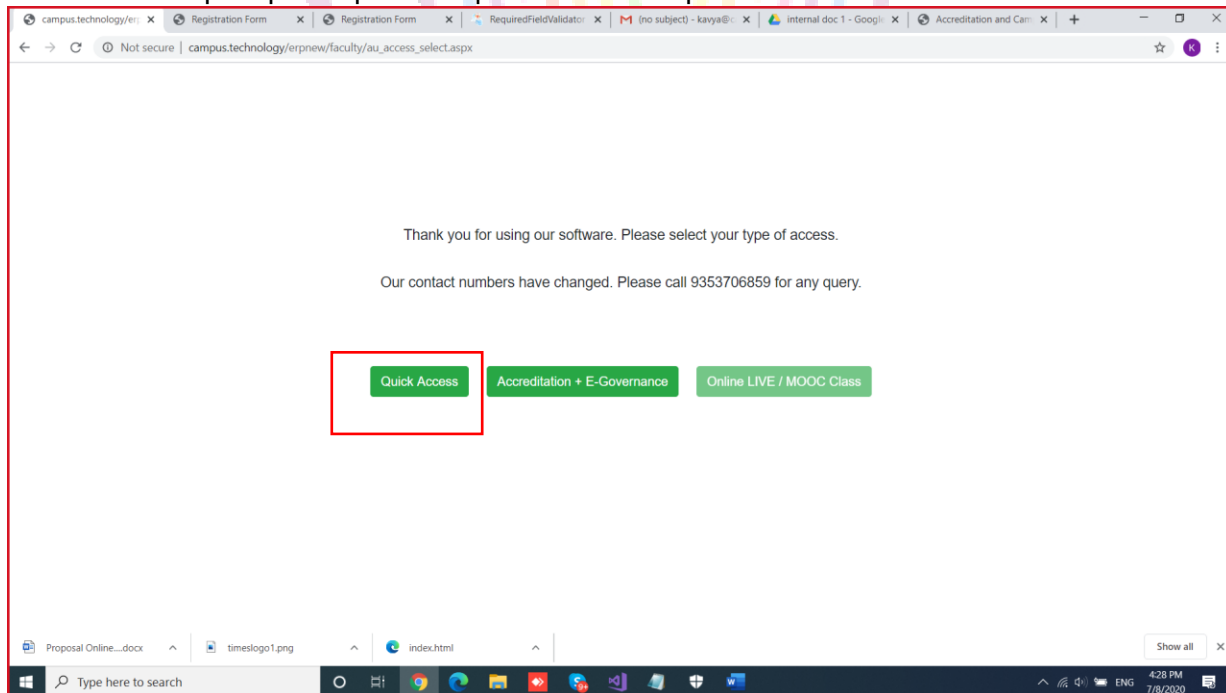 campus.technology/er
Registration Form
Registration Form
RequiredFieldValidator
(no subject) - kavya@
internal doc 1 - Google
Accreditation and Cam
Not secure | campus.technology/erpnew/faculty/au_access_select.aspx
K
Thank you for using our software. Please select your type of access.
Our contact numbers have changed. Please call 9353706859 for any query.
Quick Access
Accreditation + E-Governance
Online LIVE / MOOC Class
Proposal Online....docx
timeslogo1.png
index.html
Show all
Type here to search
ENG
4:28 PM
7/8/2020